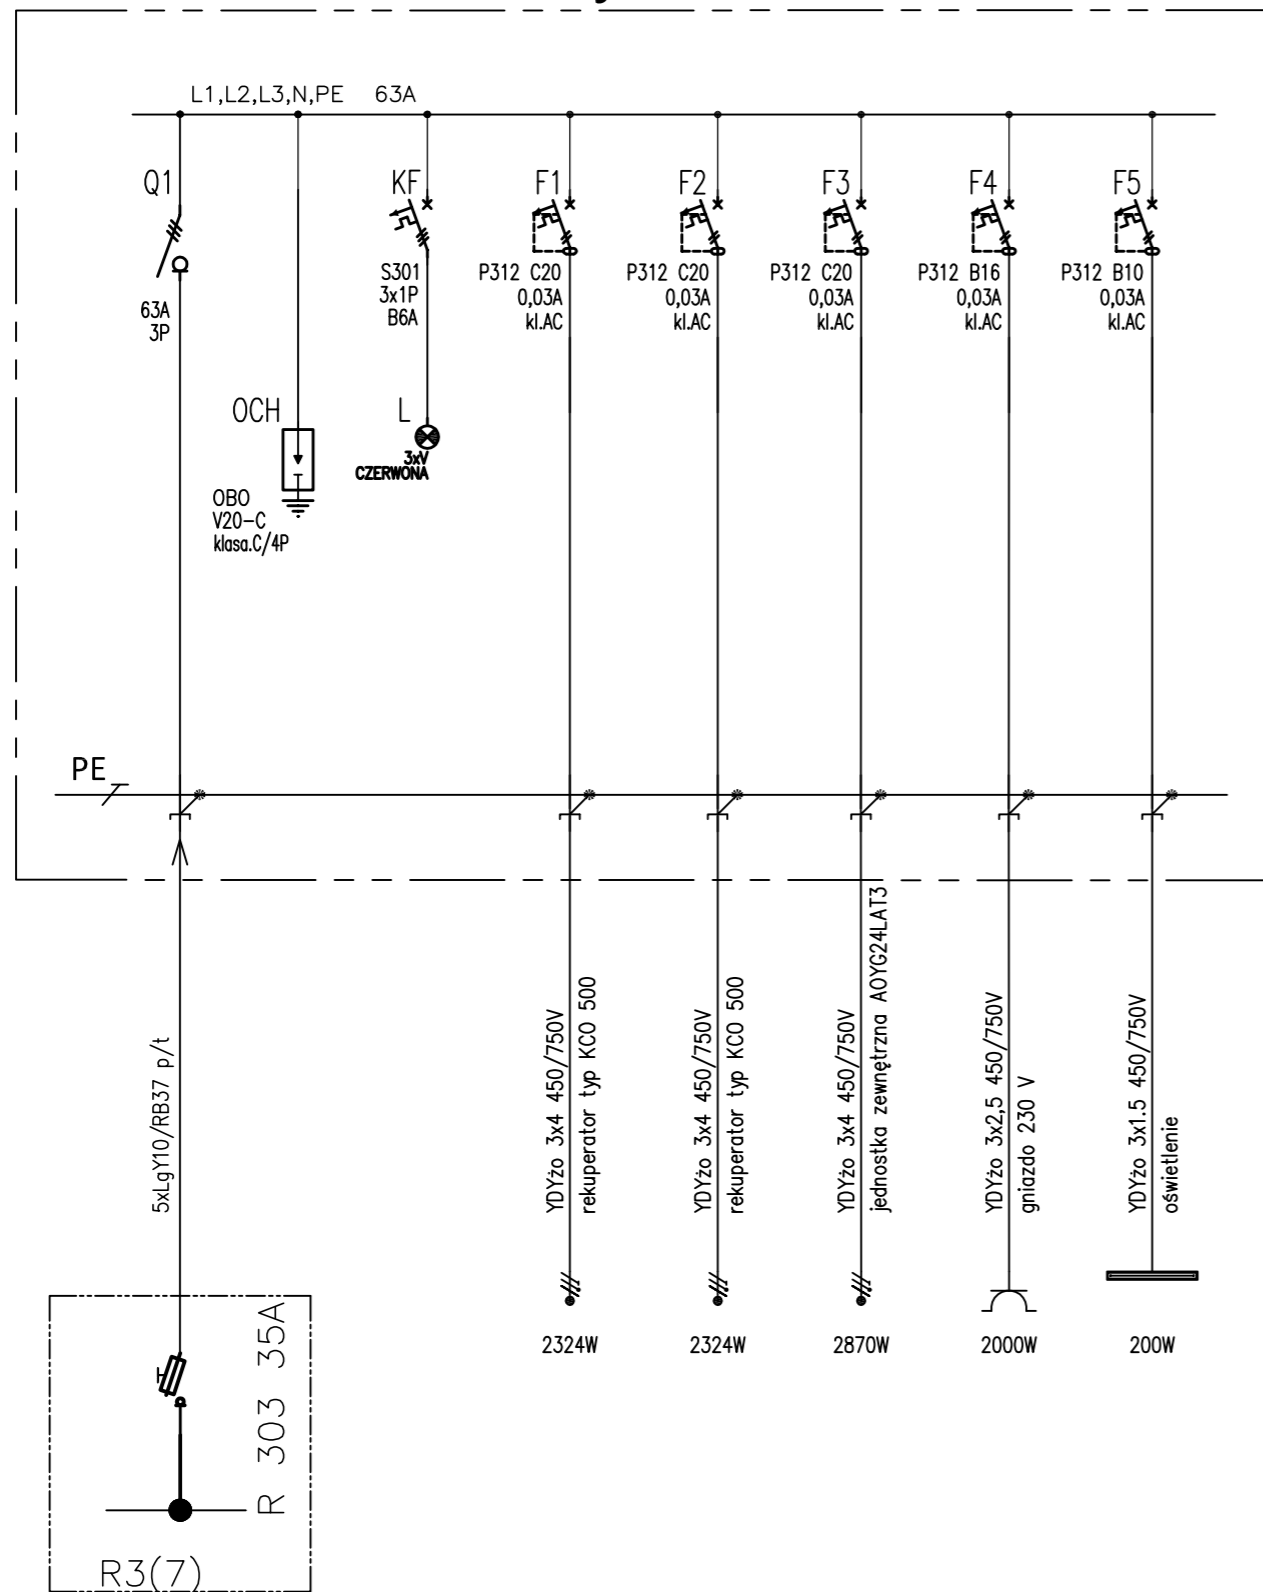 L1,L2,L3,N,PE 63A
Q1
63A
3P
OCH
OBO
V20-C
klasa.C/4P
KF
S301
3x1P
B6A
L
3xV
CZERWONA
F1
P312 C20
0,03A
kl.AC
F2
P312 C20
0,03A
kl.AC
F3
P312 C20
0,03A
kl.AC
F4
P312 B16
0,03A
kl.AC
F5
P312 B10
0,03A
kl.AC
PE
5xLgY10/RB37 p/t
YDYżo 3x4 450/750V
rekuperator typ KCO 500
YDYżo 3x4 450/750V
rekuperator typ KCO 500
YDYżo 3x4 450/750V
jednostka zewnętrzna AOYG24LAT3
YDYżo 3x2,5 450/750V
gniazdo 230 V
YDYżo 3x1.5 450/750V
oświetlenie
2324W
2324W
2870W
2000W
200W
R 303 35A
R3(7)